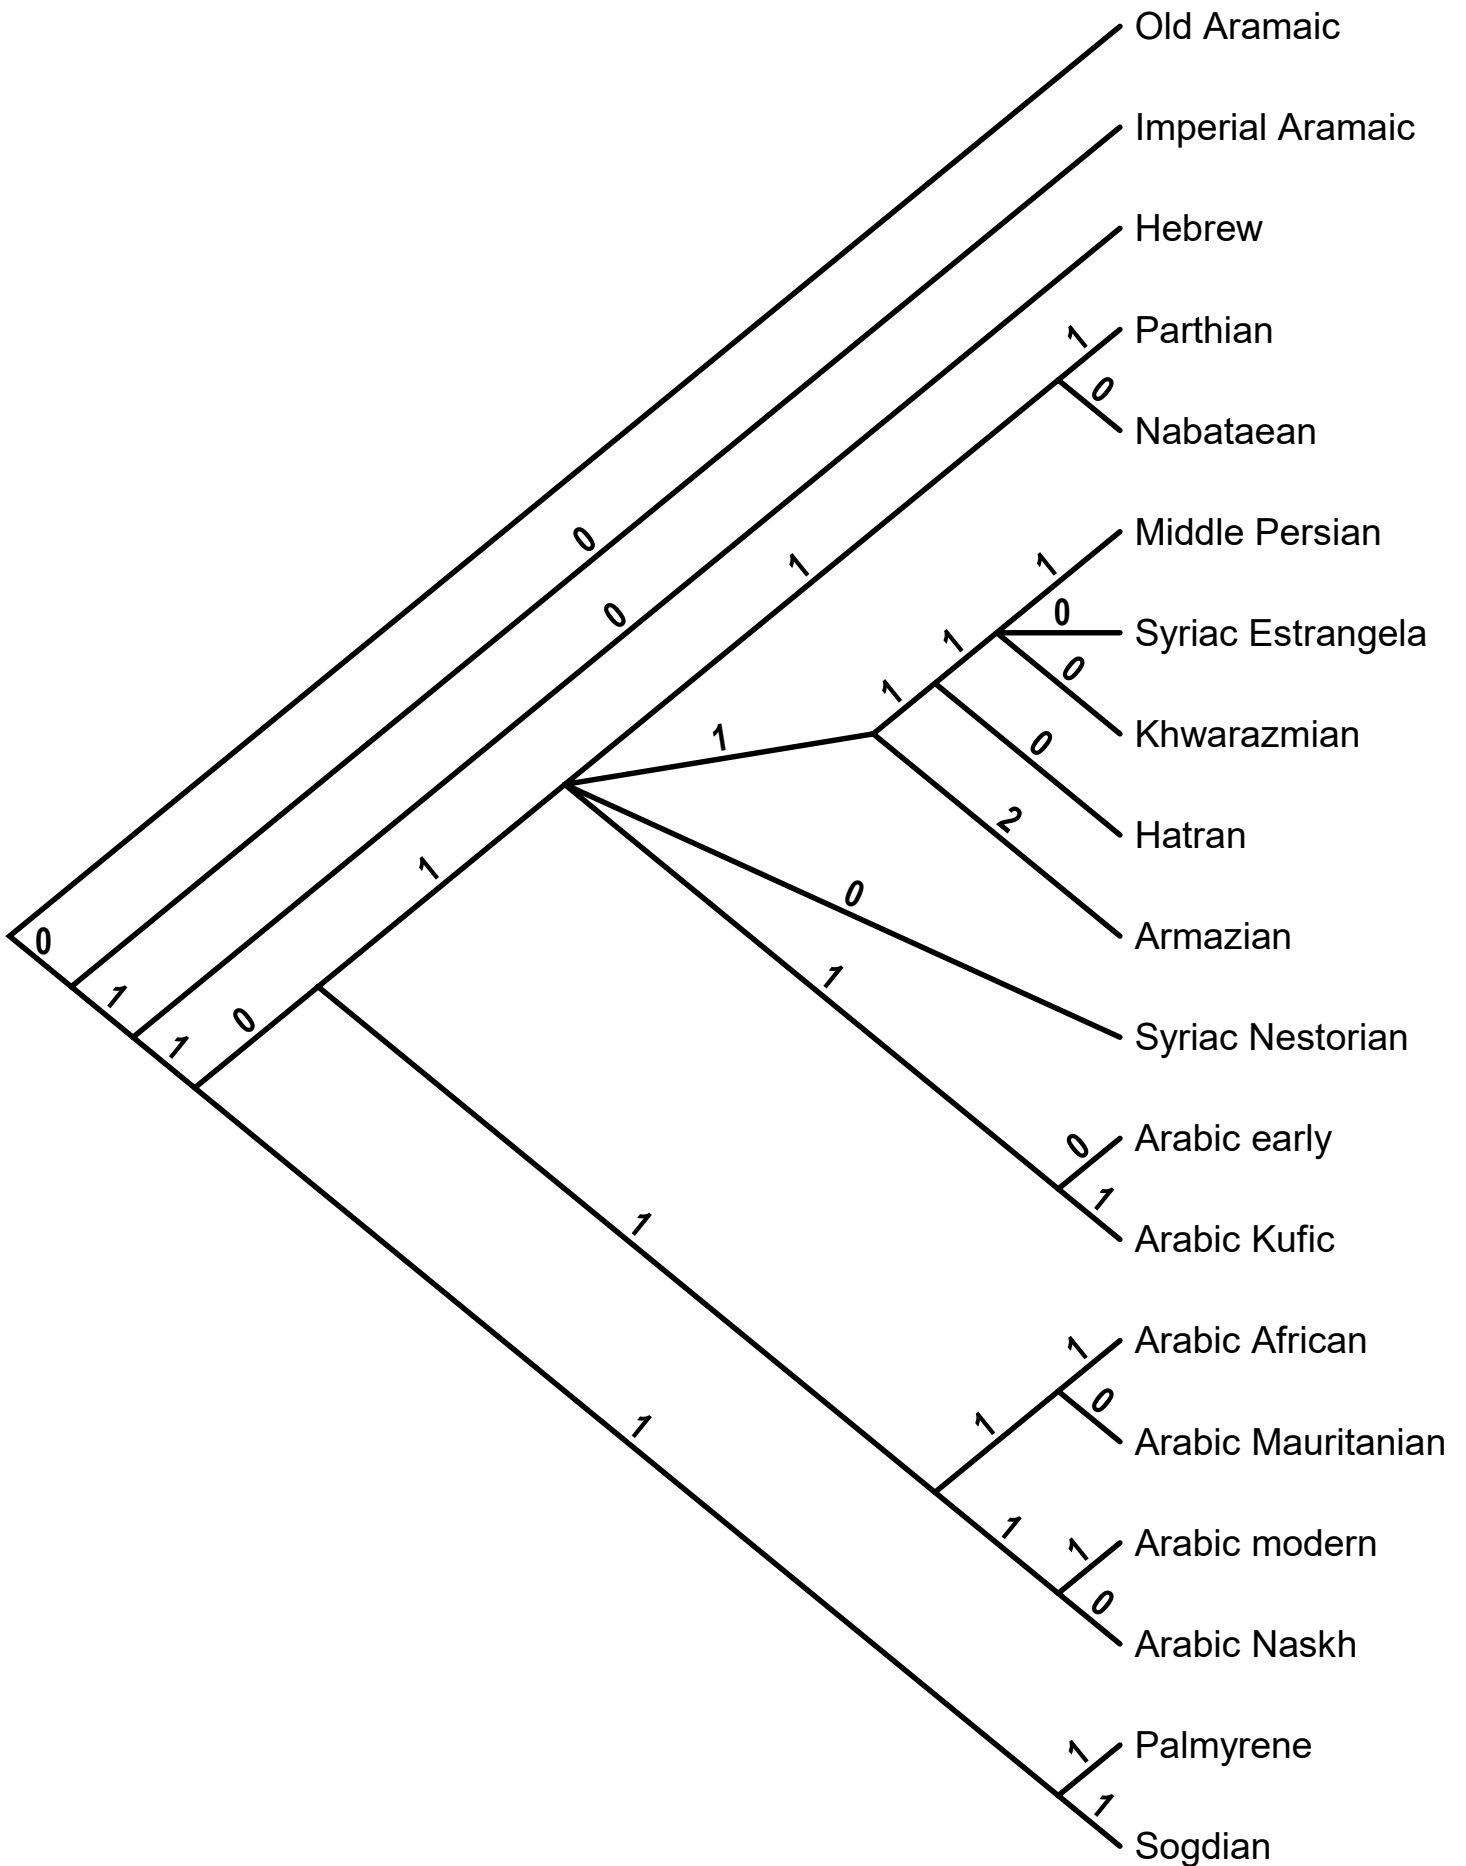 Old Aramaic
Imperial Aramaic
Hebrew
1 Parthian
0
Nabataean
0
Middle Persian
1
1
0
0 Syriac Estrangela
1
0
1
Khwarazmian
1
0
2
Hatran
1
0
Armazian
0
1
1
0
Syriac Nestorian
1
0
Arabic early
1
1
Arabic Kufic
1
Arabic African
0
1
1
Arabic Mauritanian
1
1
Arabic modern
0
Arabic Naskh
1
Palmyrene
1
Sogdian